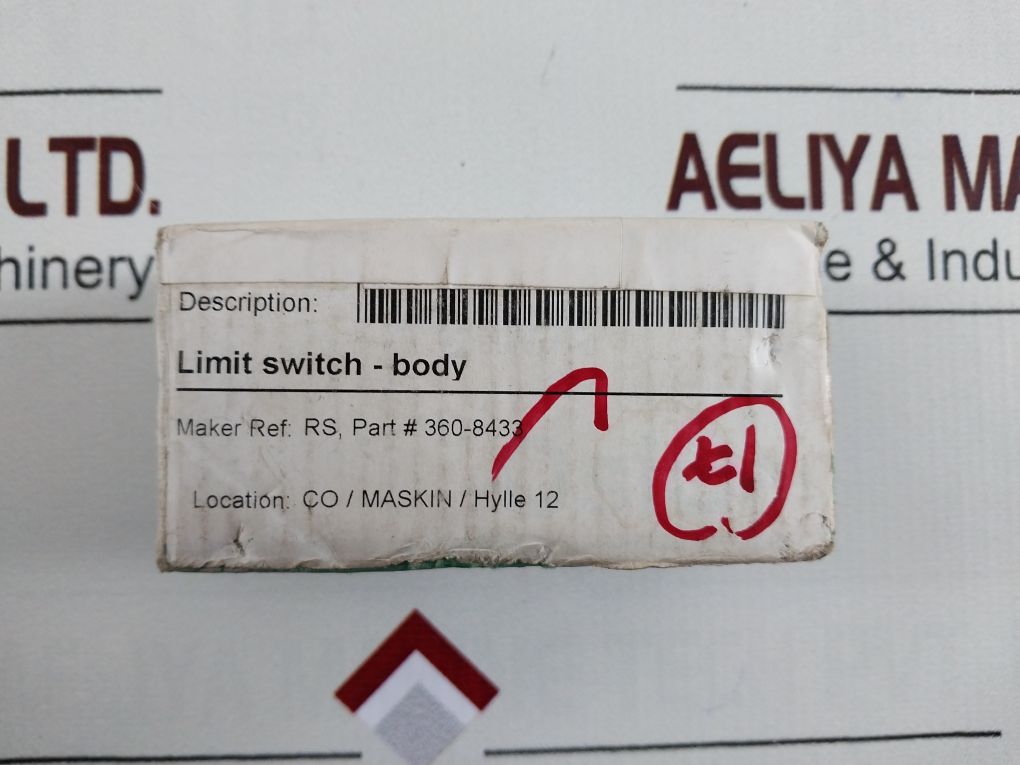 LTD.
AELIYA MA
hinery
e & Indu
Description:
Limit switch - body
Maker Ref: RS, Part # 360-8433
Location: CO / MASKIN / Hylle 12